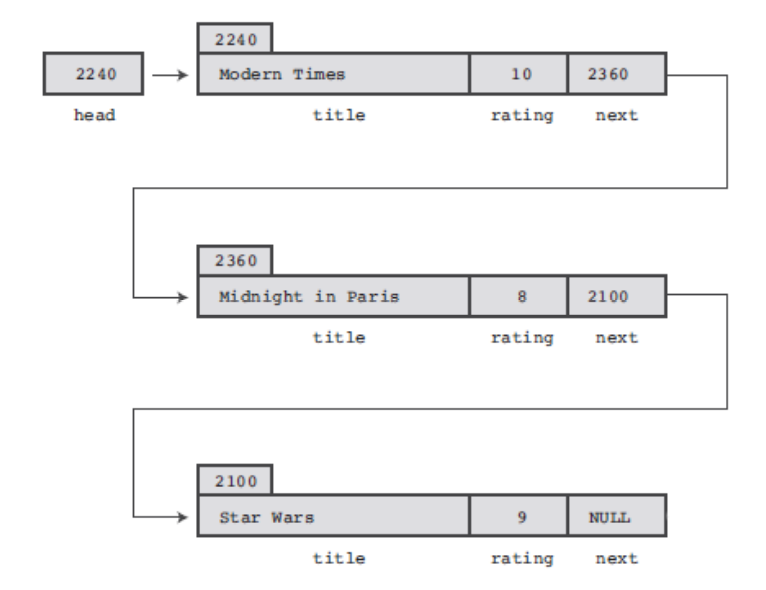 2240
2240 Modern Times 10 2360
head title rating next
2360
Midnight in Paris 8 2100
title rating next
2100
Star Wars 9 NULL
title rating next